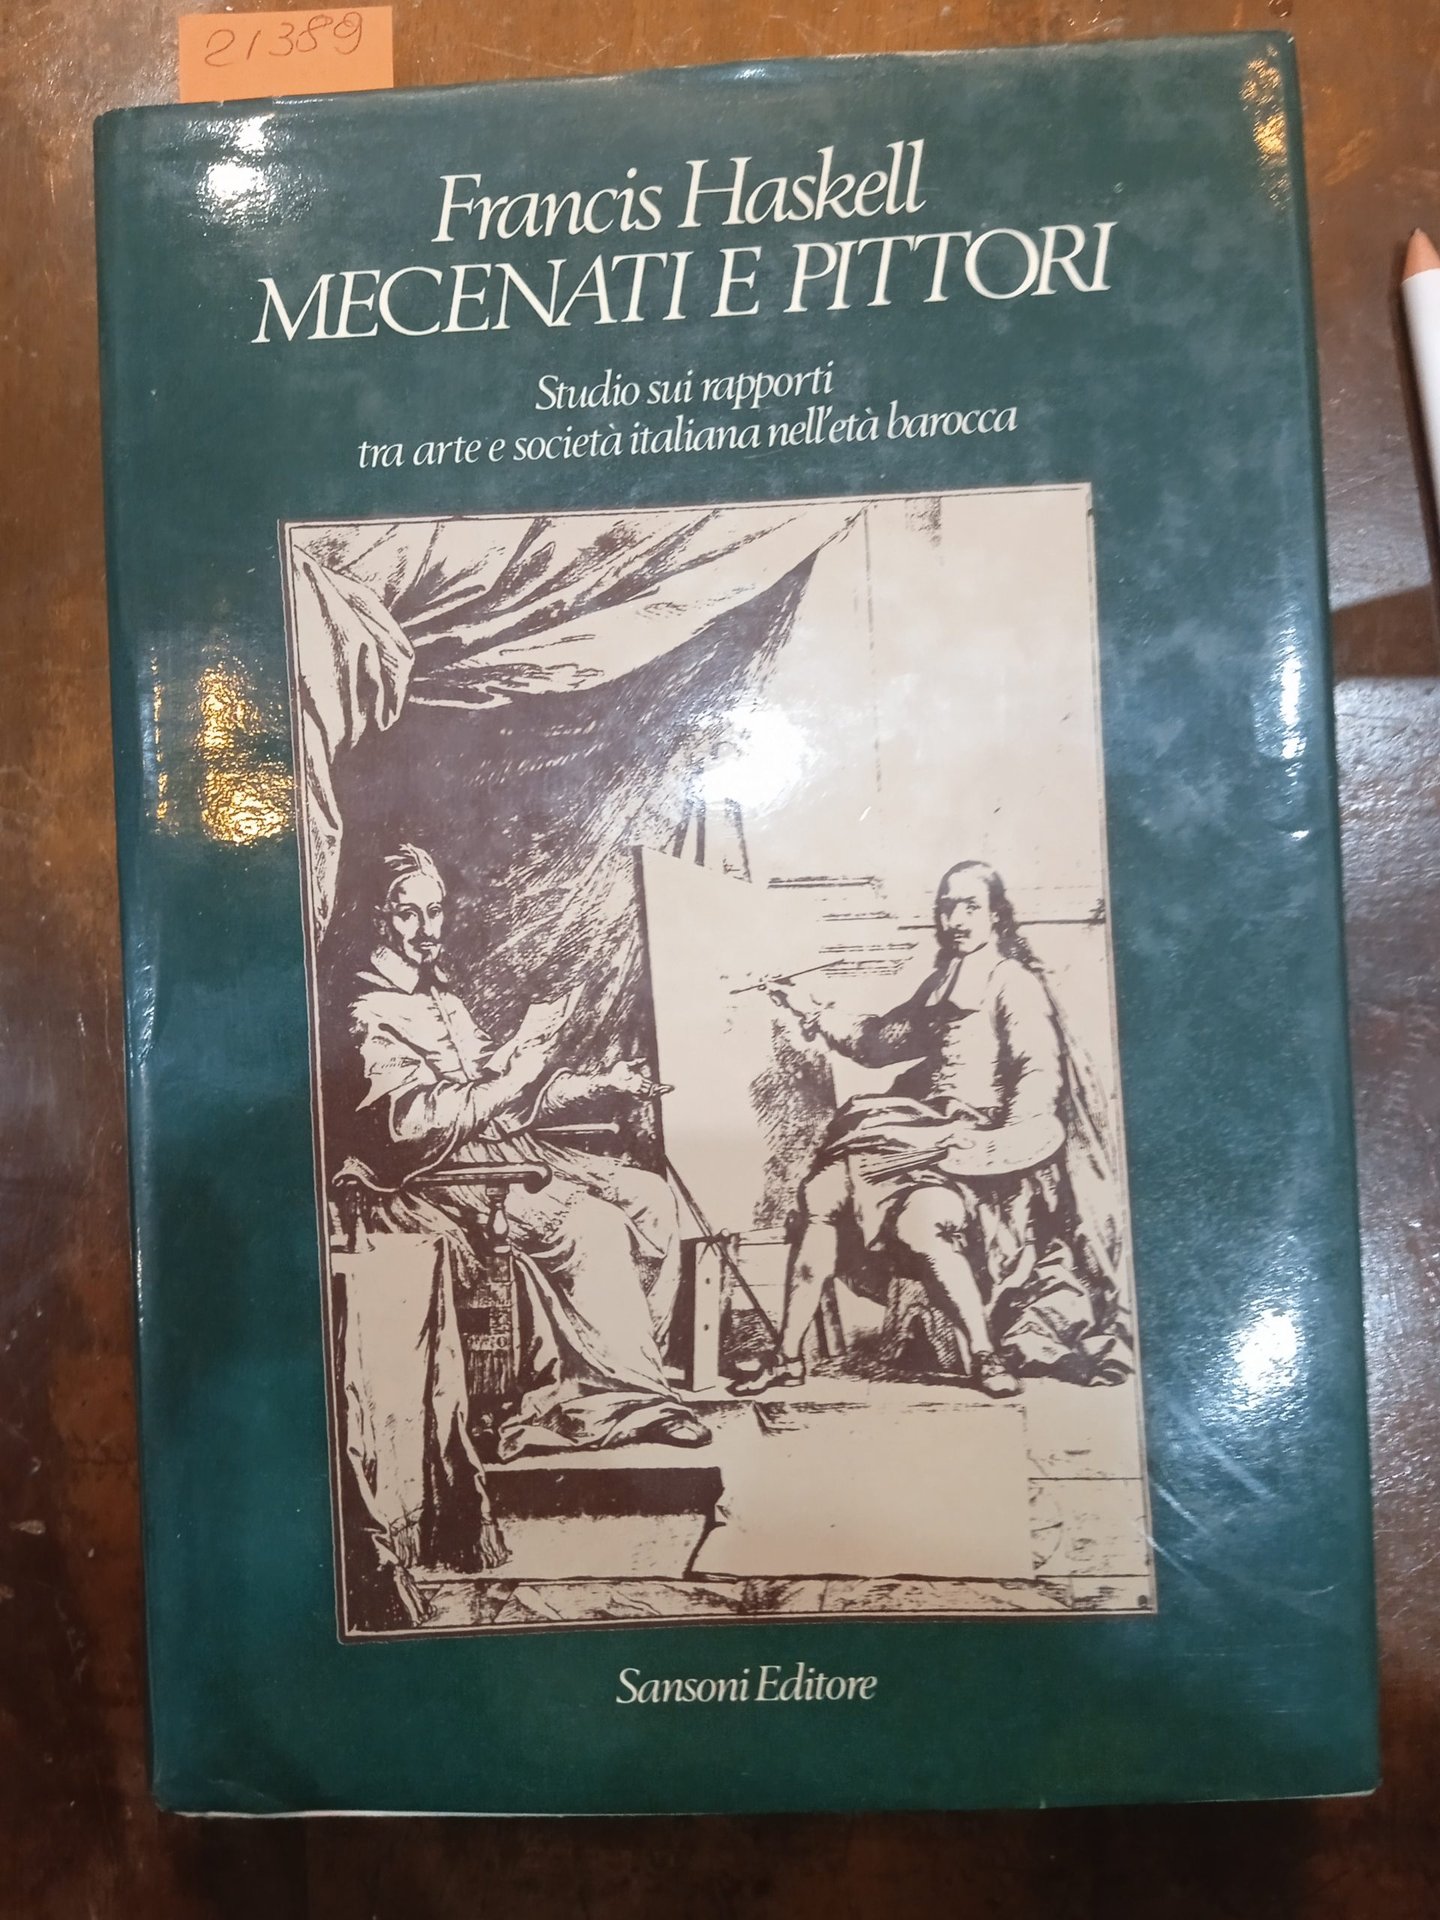 21389
Francis Haskell
MECENATI E PITTORI
Studio sui rapporti
tra arte e società italiana nell'età barocca
Sansoni Editore